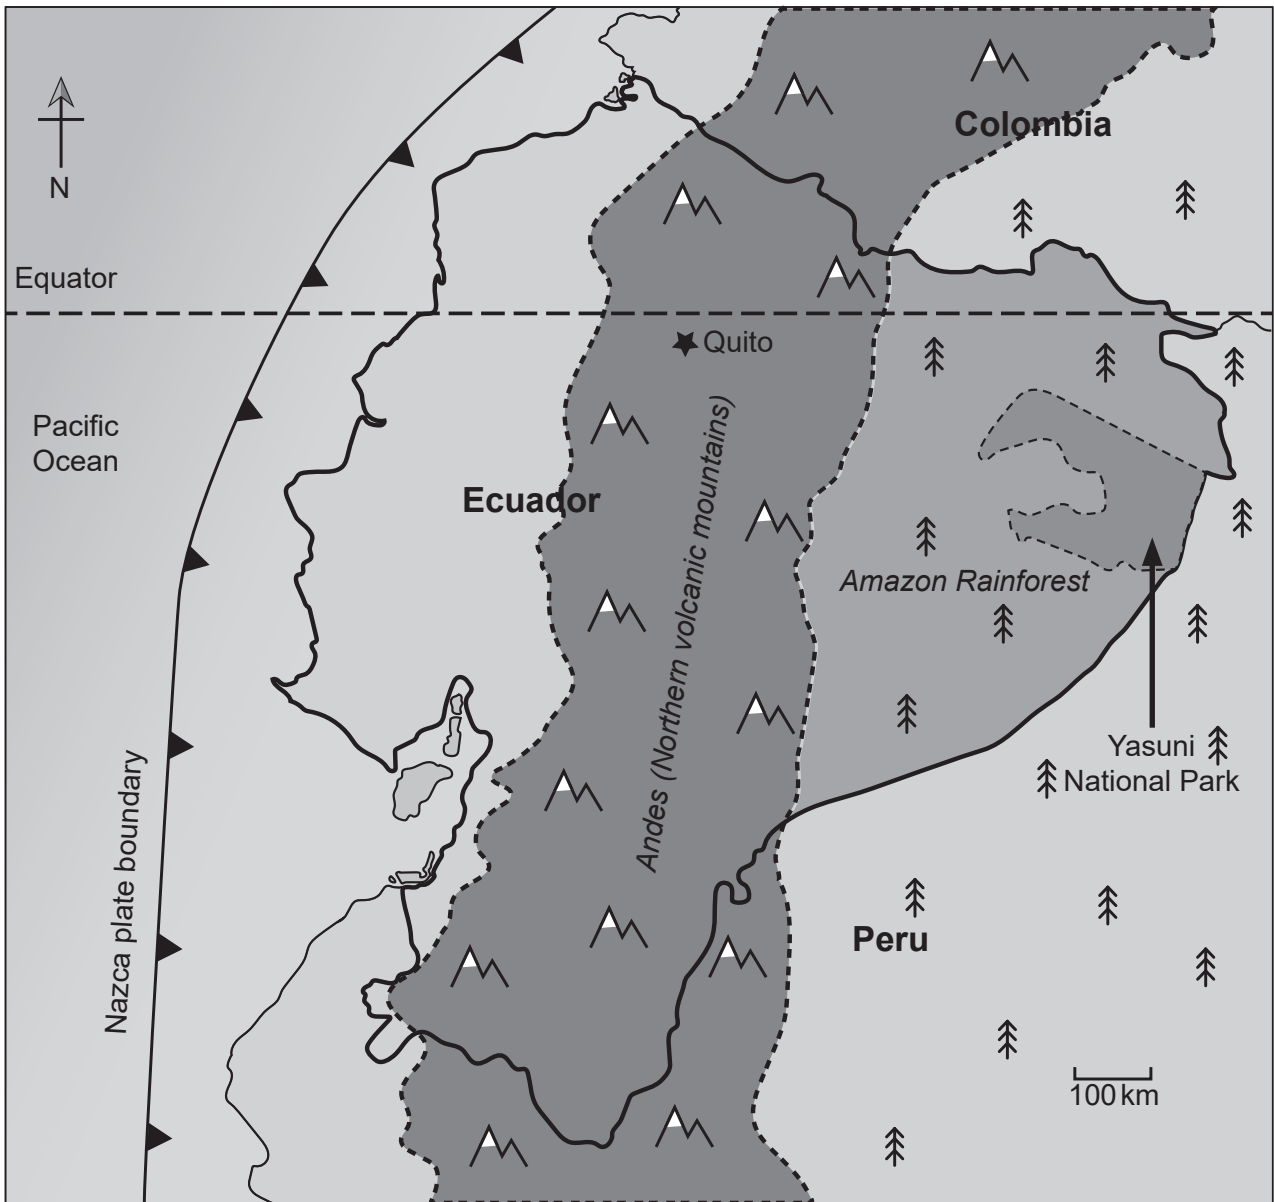 Colombia
N
Equator
Quito
Pacific
Ocean
Ecuador
Andes (Northern volcanic mountains)
Amazon Rainforest
Yasuni
National Park
Nazca plate boundary
Peru
100 km